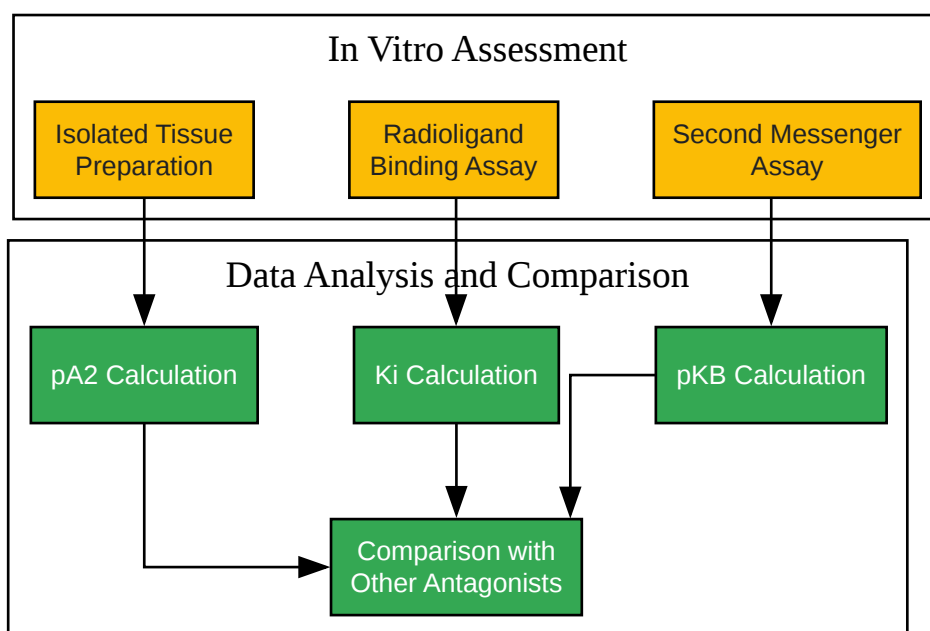 In Vitro Assessment
Isolated Tissue
Preparation
Radioligand
Binding Assay
Second Messenger
Assay
Data Analysis and Comparison
pA2 Calculation
Ki Calculation
pKB Calculation
Comparison with
Other Antagonists